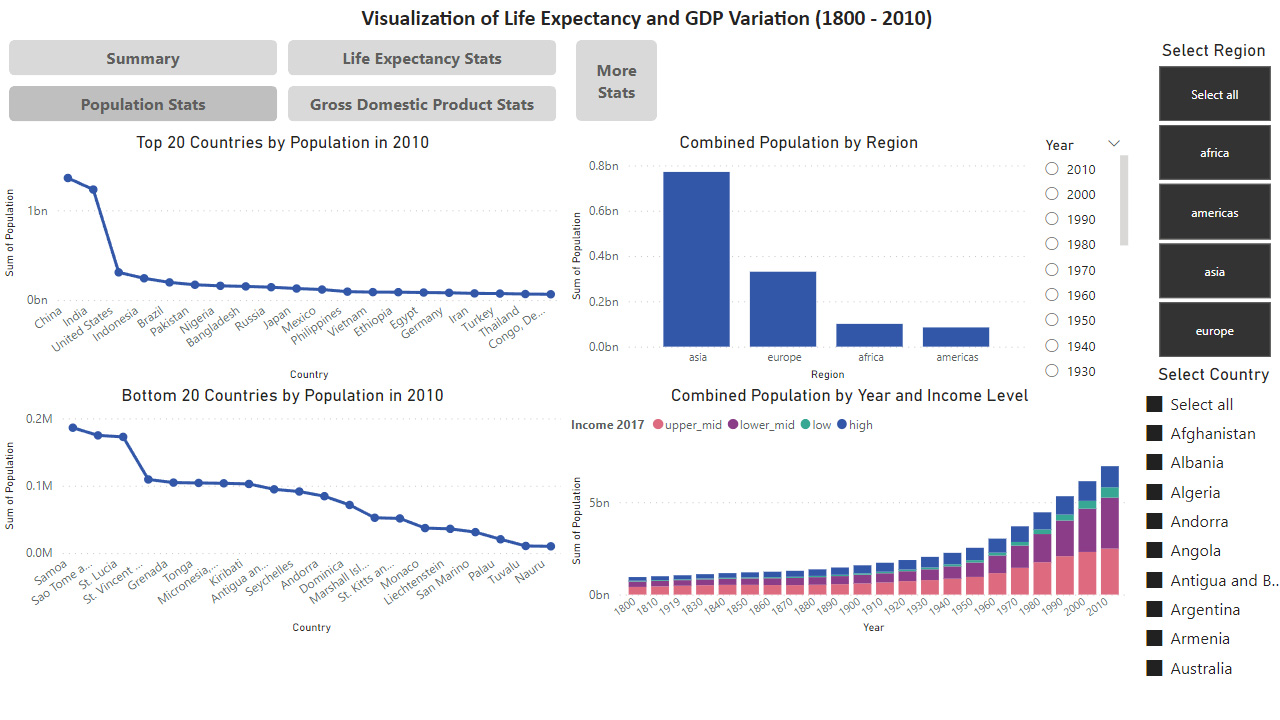 Visualization of Life Expectancy and GDP Variation (1800 - 2010)
Summary
Life Expectancy Stats
More
Stats
Population Stats
Gross Domestic Product Stats
Select Region
Select all
africa
americas
asia
europe
Top 20 Countries by Population in 2010
Sum of Population
1bn
0bn
China
India
United States
Indonesia
Brazil
Pakistan
Nigeria
Bangladesh
Russia
Japan
Mexico
Philippines
Vietnam
Ethiopia
Egypt
Germany
Iran
Turkey
Thailand
Congo, De...
Country
Combined Population by Region
Sum of Population
0.8bn
0.6bn
0.4bn
0.2bn
0.0bn
asia
europe
africa
americas
Region
Year
2010
2000
1990
1980
1970
1960
1950
1940
1930
Bottom 20 Countries by Population in 2010
Sum of Population
0.2M
0.1M
0.0M
Samoa
Sao Tome a...
St. Lucia
St. Vincent ...
Grenada
Tonga
Micronesia,...
Kiribati
Antigua an...
Seychelles
Andorra
Dominica
Marshall Isl...
St. Kitts an...
Monaco
Liechtenstein
San Marino
Palau
Tuvalu
Nauru
Country
Combined Population by Year and Income Level
Income 2017 upper_mid lower_mid low high
Sum of Population
5bn
0bn
1800
1810
1919
1830
1840
1850
1860
1870
1880
1890
1900
1910
1920
1930
1940
1950
1960
1970
1980
1990
2000
2010
Year
Select Country
Select all
Afghanistan
Albania
Algeria
Andorra
Angola
Antigua and B..
Argentina
Armenia
Australia